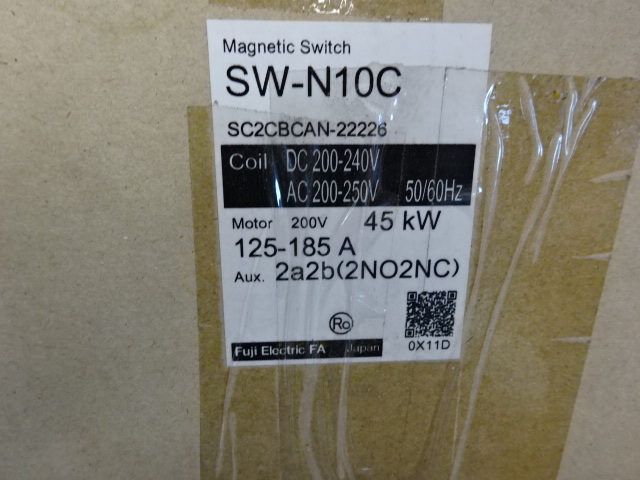 Magnetic Switch
SW-N10C
SC2CBCAN-22226
Coil DC 200-240V
AC 200-250V 50/60Hz
Motor 200V 45 kW
125-185 A
Aux. 2a2b(2NO2NC)
Ro
Fuji Electric FA Japan
0X11D